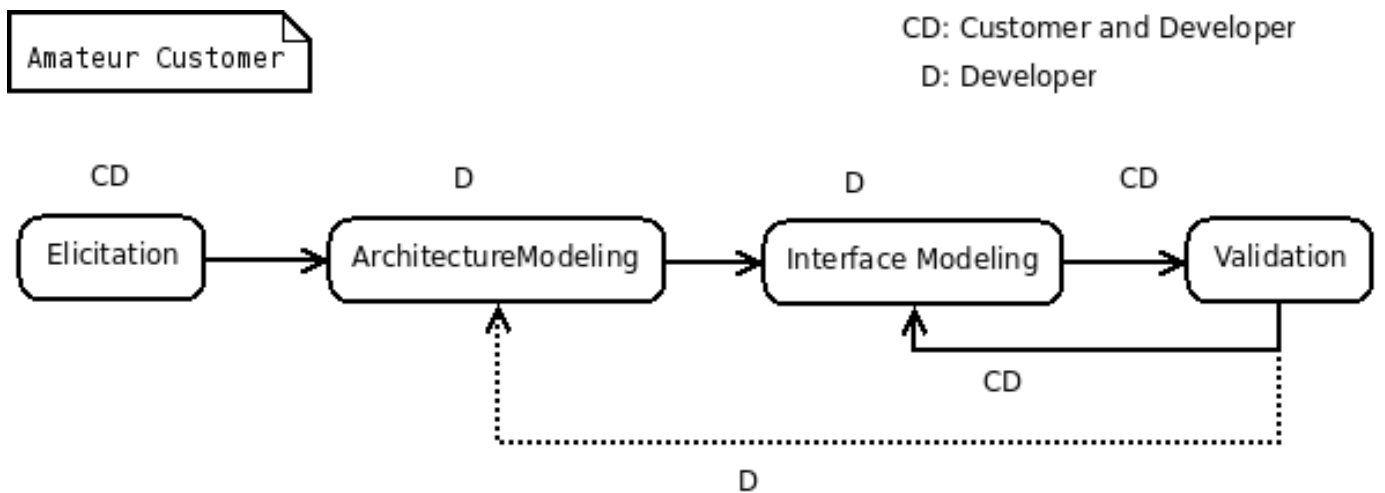 Amateur Customer
CD: Customer and Developer
D: Developer
CD
D
D
CD
Elicitation
ArchitectureModeling
Interface Modeling
Validation
CD
D